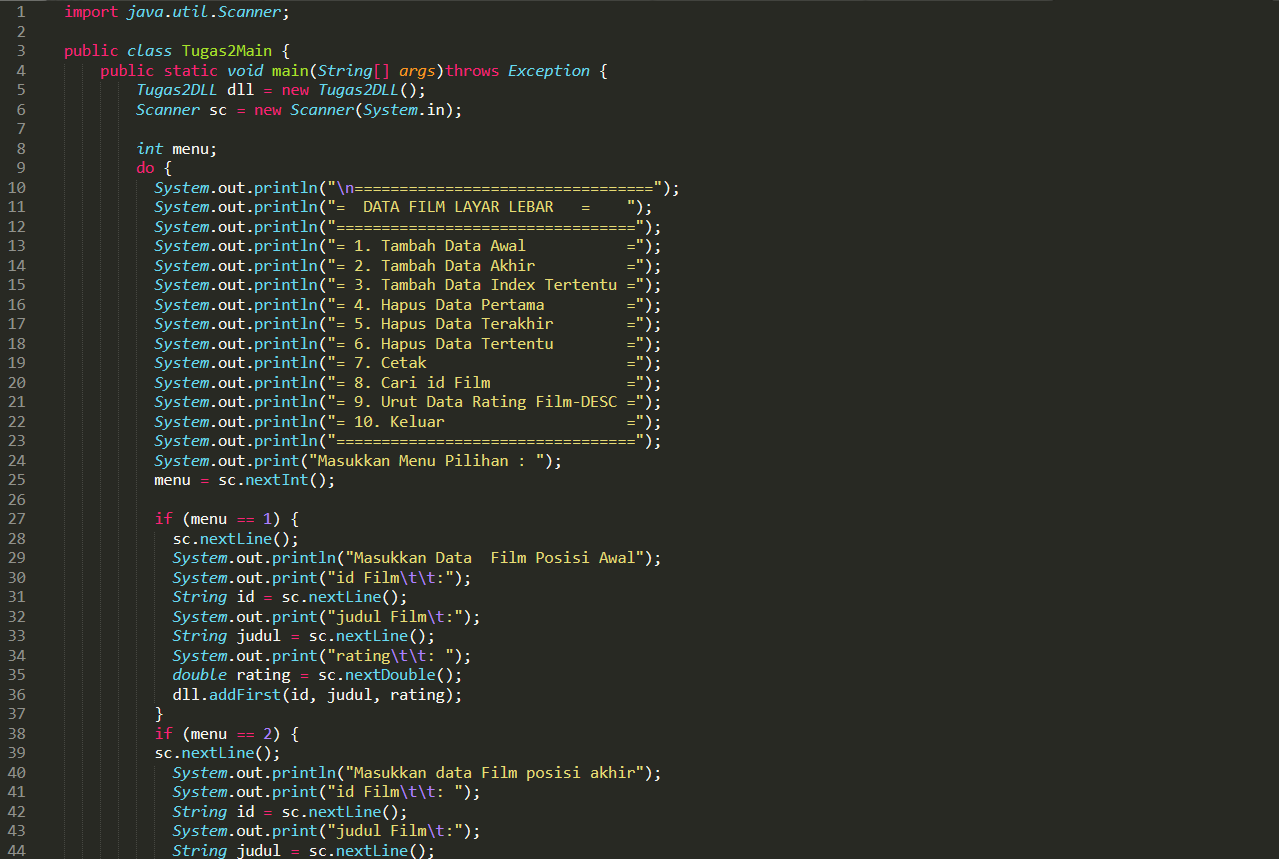 1 import java.util.Scanner;
2
3 public class Tugas2Main {
4     public static void main(String[] args)throws Exception {
5         Tugas2DLL dll = new Tugas2DLL();
6         Scanner sc = new Scanner(System.in);
7
8         int menu;
9         do {
10           System.out.println("\n=================================");
11           System.out.println("=  DATA FILM LAYAR LEBAR   =    ");
12           System.out.println("=================================");
13           System.out.println("= 1. Tambah Data Awal           =");
14           System.out.println("= 2. Tambah Data Akhir          =");
15           System.out.println("= 3. Tambah Data Index Tertentu =");
16           System.out.println("= 4. Hapus Data Pertama         =");
17           System.out.println("= 5. Hapus Data Terakhir        =");
18           System.out.println("= 6. Hapus Data Tertentu        =");
19           System.out.println("= 7. Cetak                      =");
20           System.out.println("= 8. Cari id Film               =");
21           System.out.println("= 9. Urut Data Rating Film-DESC =");
22           System.out.println("= 10. Keluar                    =");
23           System.out.println("=================================");
24           System.out.print("Masukkan Menu Pilihan : ");
25           menu = sc.nextInt();
26
27           if (menu == 1) {
28             sc.nextLine();
29             System.out.println("Masukkan Data  Film Posisi Awal");
30             System.out.print("id Film\t\t:");
31             String id = sc.nextLine();
32             System.out.print("judul Film\t:");
33             String judul = sc.nextLine();
34             System.out.print("rating\t\t: ");
35             double rating = sc.nextDouble();
36             dll.addFirst(id, judul, rating);
37           }
38           if (menu == 2) {
39           sc.nextLine();
40             System.out.println("Masukkan data Film posisi akhir");
41             System.out.print("id Film\t\t: ");
42             String id = sc.nextLine();
43             System.out.print("judul Film\t:");
44             String judul = sc.nextLine();